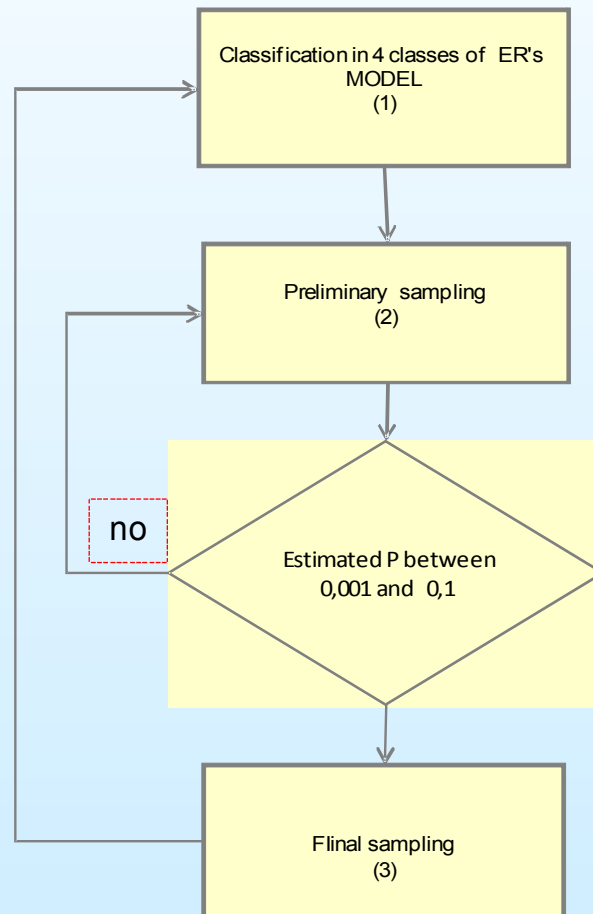 Classification in 4 classes of ER's
MODEL
(1)
Preliminary sampling
(2)
no
Estimated P between
0,001 and 0,1
Flinal sampling
(3)